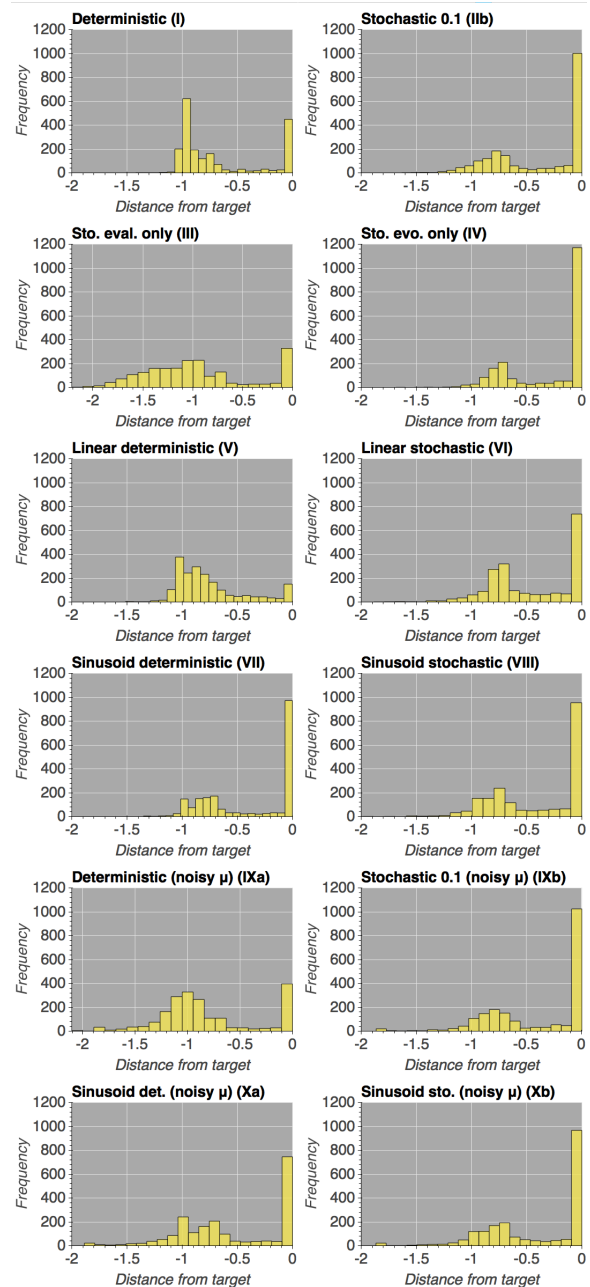 Deterministic (I)
1200
1000
800
600
400
200
0
Frequency
-2 -1.5 -1 -0.5 0
Distance from target
Stochastic 0.1 (IIb)
1200
1000
800
600
400
200
0
Frequency
-2 -1.5 -1 -0.5 0
Distance from target
Sto. eval. only (III)
1200
1000
800
600
400
200
0
Frequency
-2 -1.5 -1 -0.5 0
Distance from target
Sto. evo. only (IV)
1200
1000
800
600
400
200
0
Frequency
-2 -1.5 -1 -0.5 0
Distance from target
Linear deterministic (V)
1200
1000
800
600
400
200
0
Frequency
-2 -1.5 -1 -0.5 0
Distance from target
Linear stochastic (VI)
1200
1000
800
600
400
200
0
Frequency
-2 -1.5 -1 -0.5 0
Distance from target
Sinusoid deterministic (VII)
1200
1000
800
600
400
200
0
Frequency
-2 -1.5 -1 -0.5 0
Distance from target
Sinusoid stochastic (VIII)
1200
1000
800
600
400
200
0
Frequency
-2 -1.5 -1 -0.5 0
Distance from target
Deterministic (noisy μ) (IXa)
1200
1000
800
600
400
200
0
Frequency
-2 -1.5 -1 -0.5 0
Distance from target
Stochastic 0.1 (noisy μ) (IXb)
1200
1000
800
600
400
200
0
Frequency
-2 -1.5 -1 -0.5 0
Distance from target
Sinusoid det. (noisy μ) (Xa)
1200
1000
800
600
400
200
0
Frequency
-2 -1.5 -1 -0.5 0
Distance from target
Sinusoid sto. (noisy μ) (Xb)
1200
1000
800
600
400
200
0
Frequency
-2 -1.5 -1 -0.5 0
Distance from target